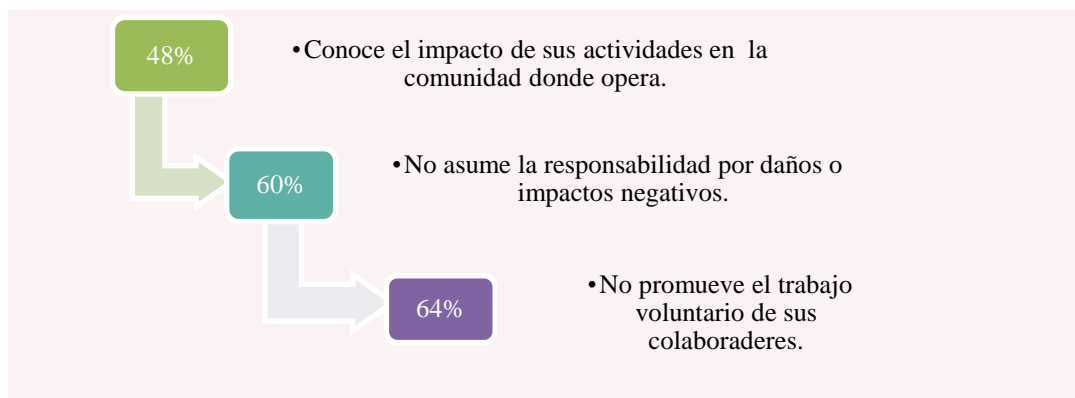 48%
•Conoce el impacto de sus actividades en la
comunidad donde opera.
60%
•No asume la responsabilidad por daños o
impactos negativos.
64%
•No promueve el trabajo
voluntario de sus
colaboraderes.